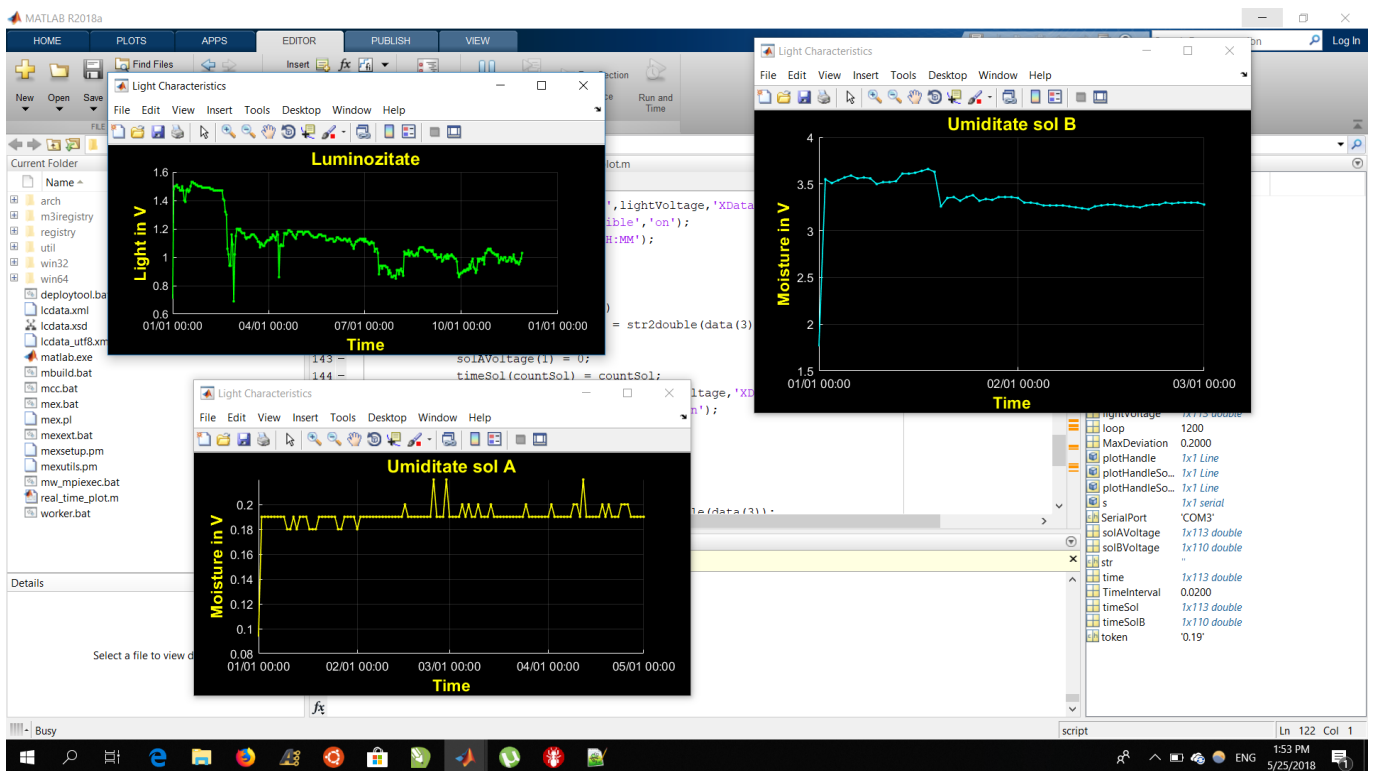 MATLAB R2018a
HOME PLOTS APPS EDITOR PUBLISH VIEW
Log In
New Open Save
Find Files
Insert fx
Run and
Time
FILE
Current Folder
Name
arch
m3iregistry
registry
util
win32
win64
deploytool.ba
lcdata.xml
lcdata.xsd
lcdata_utf8.xm
matlab.exe
mbuild.bat
mcc.bat
mex.bat
mex.pl
mexext.bat
mexsetup.pm
mexutils.pm
mw_mpiexec.bat
real_time_plot.m
worker.bat
Details
Select a file to view d
Light Characteristics
File Edit View Insert Tools Desktop Window Help
Luminozitate
Light in V
1.6
1.4
1.2
1
0.8
0.6
01/01 00:00 04/01 00:00 07/01 00:00 10/01 00:00 01/01 00:00
Time
lot.m
',lightVoltage,'XData
ible','on');
H:MM');
)
= str2double(data(3)
143 – solAVoltage(1) = 0;
144 – timeSol(countSol) = countSol;
ltage,'XD
n');
le(data(3));
Light Characteristics
File Edit View Insert Tools Desktop Window Help
Umiditate sol A
Moisture in V
0.2
0.18
0.16
0.14
0.12
0.1
0.08
01/01 00:00 02/01 00:00 03/01 00:00 04/01 00:00 05/01 00:00
Time
fx
Light Characteristics
File Edit View Insert Tools Desktop Window Help
Umiditate sol B
Moisture in V
4
3.5
3
2.5
2
1.5
01/01 00:00 02/01 00:00 03/01 00:00
Time
lightVoltage 1x113 double
loop 1200
MaxDeviation 0.2000
plotHandle 1x1 Line
plotHandleSo... 1x1 Line
plotHandleSo... 1x1 Line
s 1x1 serial
SerialPort 'COM3'
solAVoltage 1x113 double
solBVoltage 1x110 double
str ''
time 1x113 double
TimeInterval 0.0200
timeSol 1x113 double
timeSolB 1x110 double
token '0.19'
Busy
script
Ln 122 Col 1
ENG
1:53 PM
5/25/2018
1